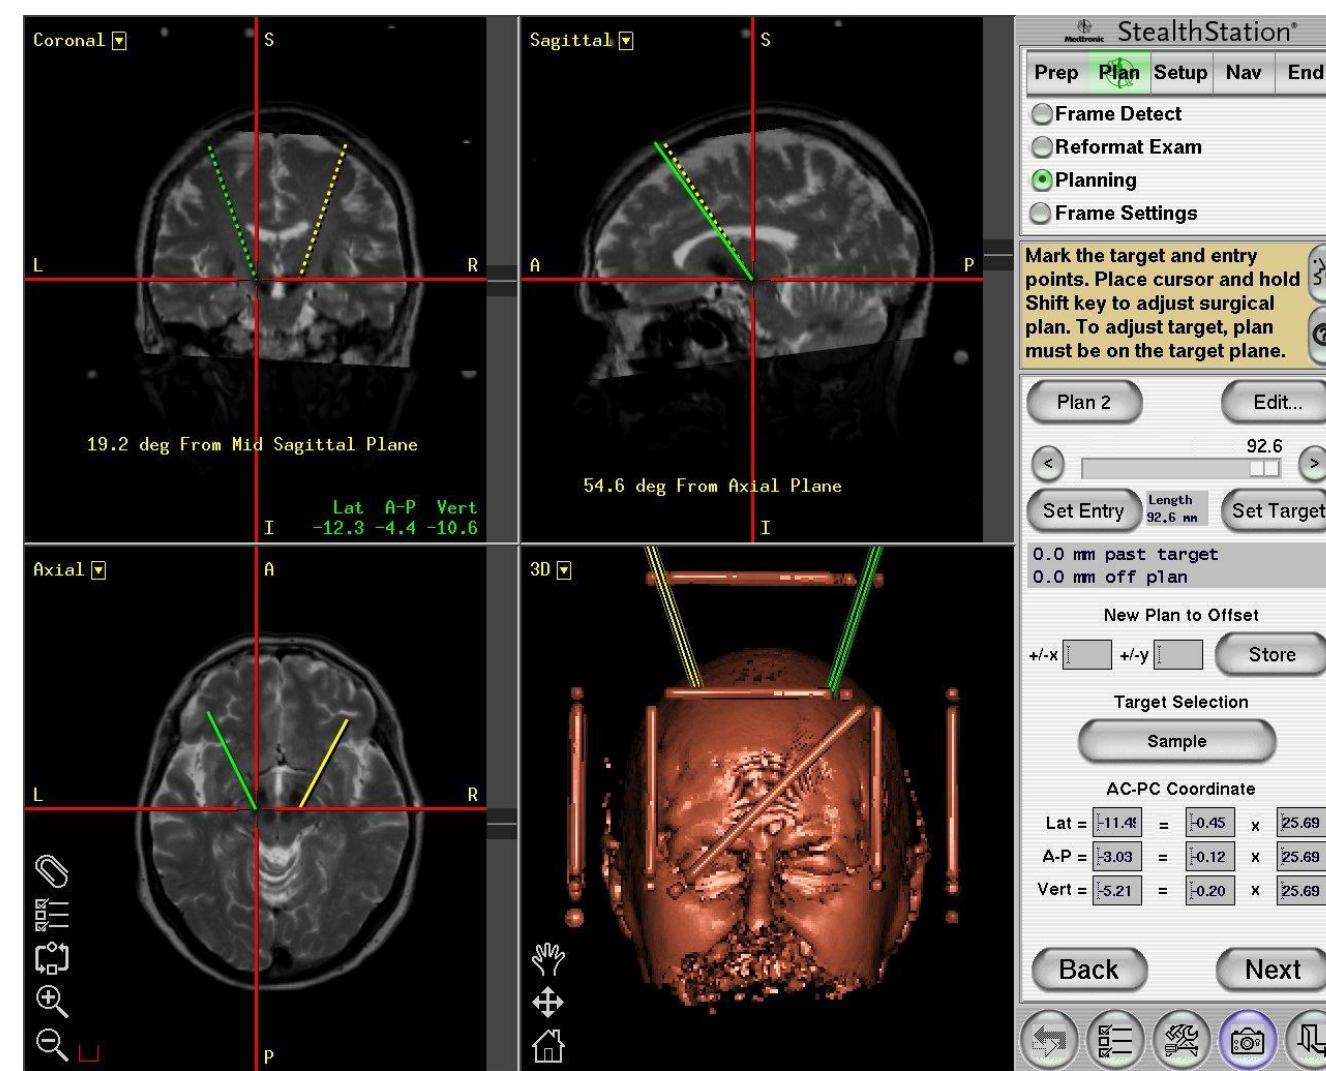 Coronal
S
L
R
19.2 deg From Mid Sagittal Plane
Lat A-P Vert
-12.3 -4.4 -10.6
I
Sagittal
S
A
P
54.6 deg From Axial Plane
I
Axial
A
L
R
P
3D
Medtronic StealthStation®
Prep Plan Setup Nav End
Frame Detect
Reformat Exam
Planning
Frame Settings
Mark the target and entry
points. Place cursor and hold
Shift key to adjust surgical
plan. To adjust target, plan
must be on the target plane.
Plan 2 Edit...
92.6
< >
Set Entry Length 92.6 mm Set Target
0.0 mm past target
0.0 mm off plan
New Plan to Offset
+/-x +/-y Store
Target Selection
Sample
AC-PC Coordinate
Lat = -11.4 = -0.45 x 25.69
A-P = -3.03 = -0.12 x 25.69
Vert = -5.21 = -0.20 x 25.69
Back Next